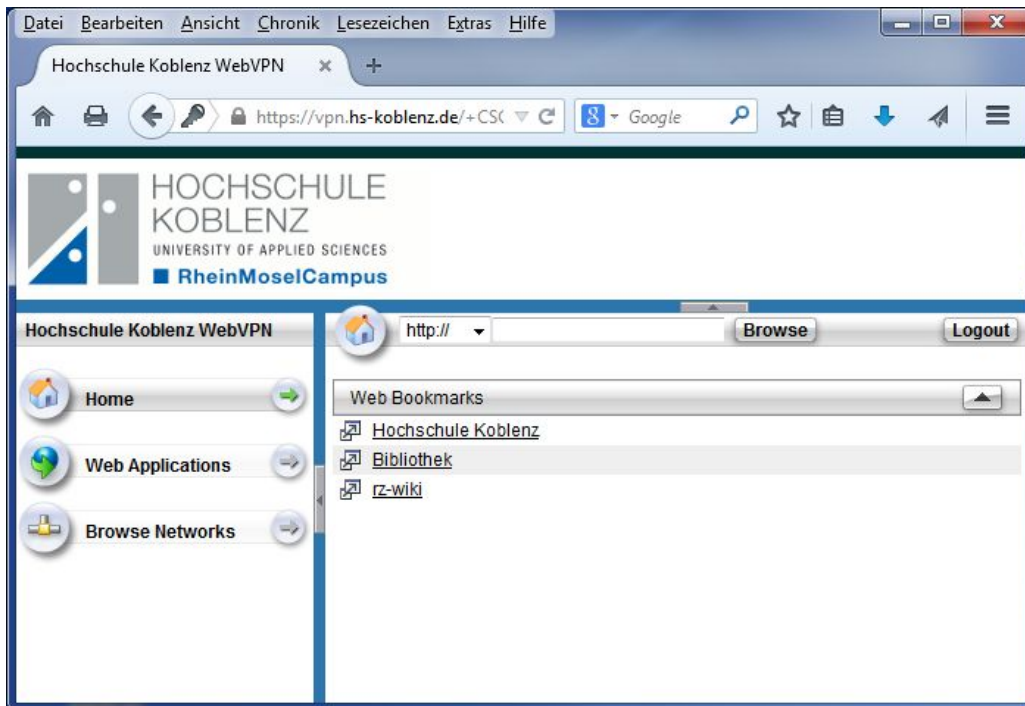 Datei Bearbeiten Ansicht Chronik Lesezeichen Extras Hilfe
Hochschule Koblenz WebVPN
https://vpn.hs-koblenz.de/+CSC
Google
HOCHSCHULE
KOBLENZ
UNIVERSITY OF APPLIED SCIENCES
RheinMoselCampus
Hochschule Koblenz WebVPN
http://
Browse
Logout
Home
Web Applications
Browse Networks
Web Bookmarks
Hochschule Koblenz
Bibliothek
rz-wiki